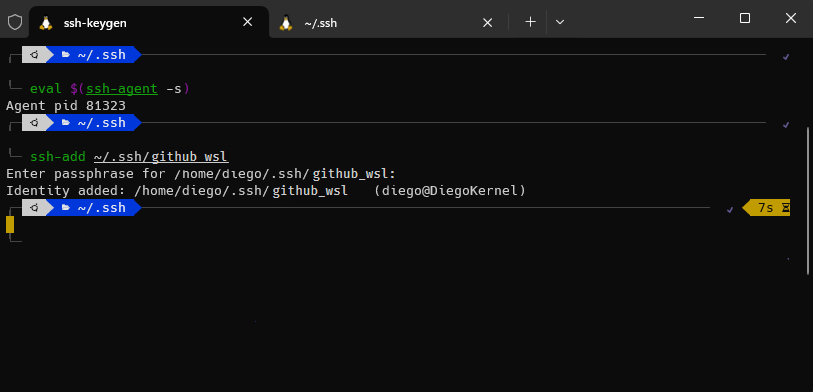 ssh-keygen
~/.ssh
~/.ssh
eval $(ssh-agent -s)
Agent pid 81323
~/.ssh
ssh-add ~/.ssh/github_wsl
Enter passphrase for /home/diego/.ssh/github_wsl:
Identity added: /home/diego/.ssh/github_wsl (diego@DiegoKernel)
~/.ssh
7s